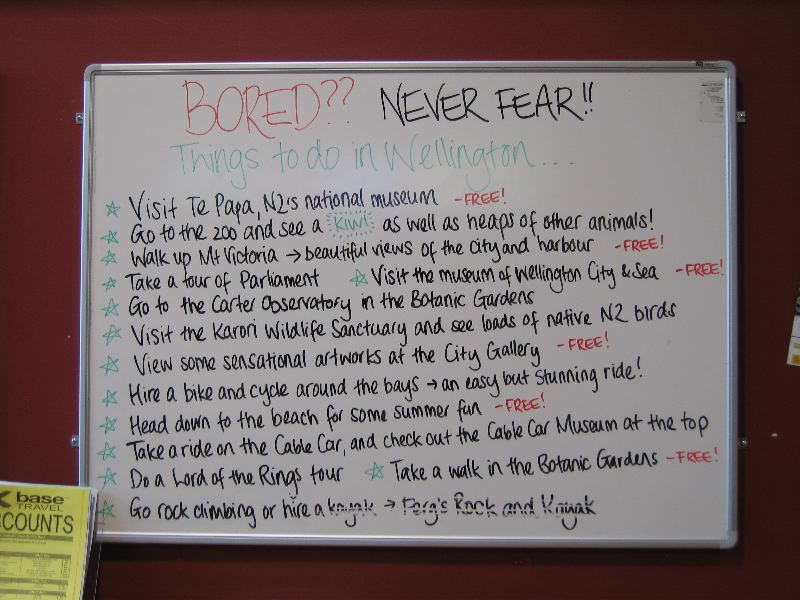 BORED?? NEVER FEAR!!
Things to do in Wellington...
☆ Visit Te Papa, NZ's national museum - FREE!
☆ Go to the zoo and see a KIWI as well as heaps of other animals!
☆ Walk up Mt Victoria → beautiful views of the city and harbour - FREE!
☆ Take a tour of Parliament ☆ Visit the museum of Wellington City & Sea - FREE!
☆ Go to the Carter Observatory in the Botanic Gardens
☆ Visit the Karori Wildlife Sanctuary and see loads of native NZ birds
☆ View some sensational artworks at the City Gallery - FREE!
☆ Hire a bike and cycle around the bays → an easy but stunning ride!
☆ Head down to the beach for some summer fun - FREE!
☆ Take a ride on the Cable Car, and check out the Cable Car Museum at the top
☆ Do a Lord of the Rings tour ☆ Take a walk in the Botanic Gardens - FREE!
☆ Go rock climbing or hire a kayak → Ferg's Rock and Kayak
base
TRAVEL
COUNTS